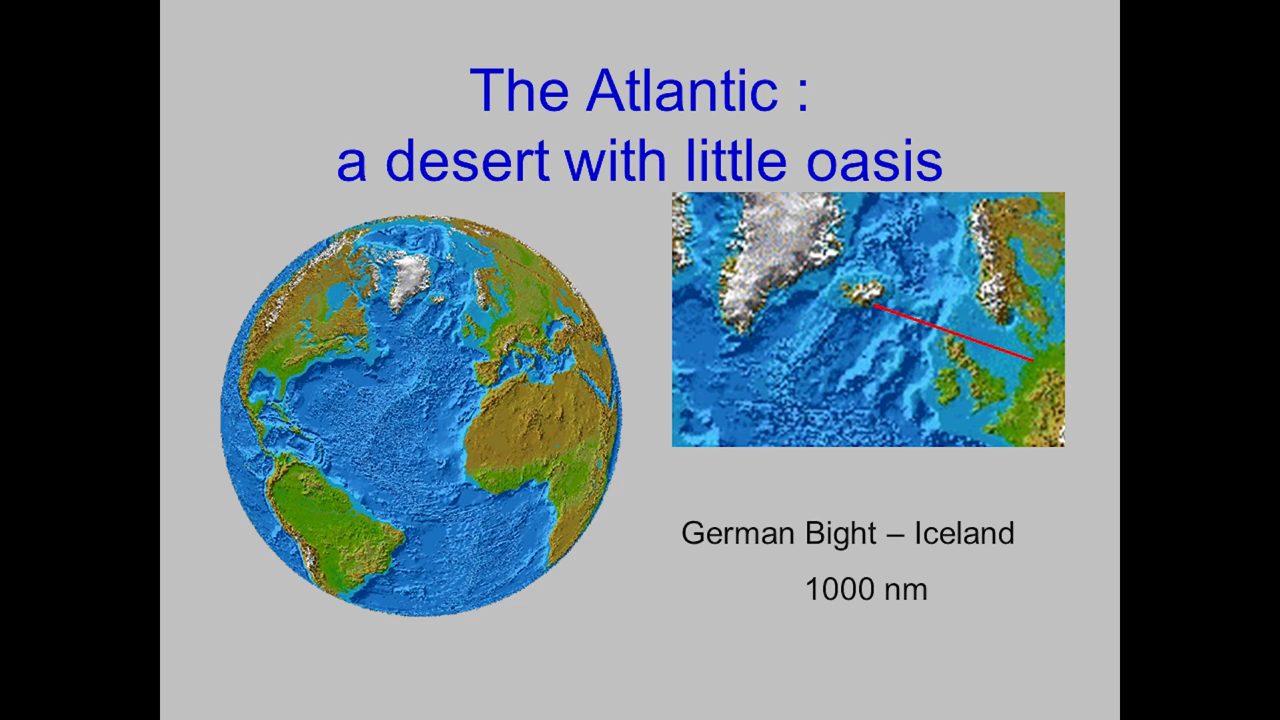 The Atlantic :
a desert with little oasis
German Bight – Iceland
1000 nm